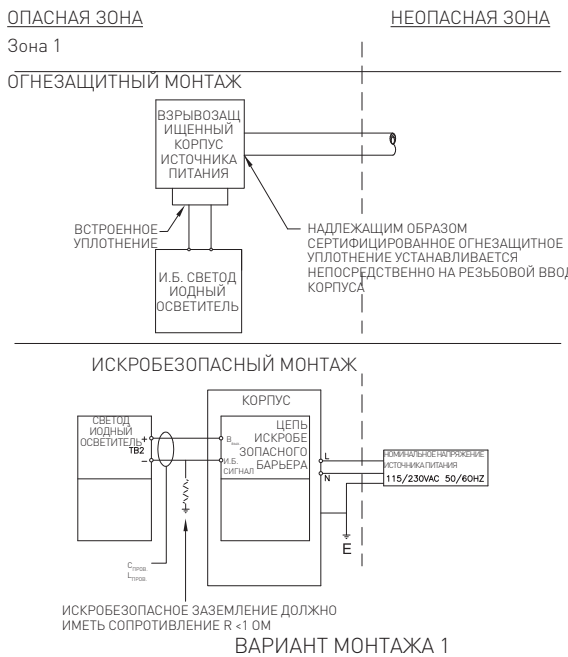 ОПАСНАЯ ЗОНА
НЕОПАСНАЯ ЗОНА
Зона 1
ОГНЕЗАЩИТНЫЙ МОНТАЖ
ВЗРЫВОЗАЩ
ИЩЕННЫЙ
КОРПУС
ИСТОЧНИКА
ПИТАНИЯ
ВСТРОЕННОЕ
УПЛОТНЕНИЕ
НАДЛЕЖАЩИМ ОБРАЗОМ
СЕРТИФИЦИРОВАННОЕ ОГНЕЗАЩИТНОЕ
УПЛОТНЕНИЕ УСТАНАВЛИВАЕТСЯ
НЕПОСРЕДСТВЕННО НА РЕЗЬБОВОЙ ВВОД
КОРПУСА
И.Б. СВЕТОД
ИОДНЫЙ
ОСВЕТИТЕЛЬ
ИСКРОБЕЗОПАСНЫЙ МОНТАЖ
КОРПУС
СВЕТОД
ИОДНЫЙ
ОСВЕТИТЕЛЬ
+
TB2
–
ЦЕПЬ
ИСКРОБЕ
ЗОПАСНОГО
БАРЬЕРА
И.Б.
СИГНАЛ
L
N
НОМИНАЛЬНОЕ НАПРЯЖЕНИЕ
ИСТОЧНИКА ПИТАНИЯ
115/230VAC 50/60HZ
E
C ПРОВ.
L ПРОВ.
ИСКРОБЕЗОПАСНОЕ ЗАЗЕМЛЕНИЕ ДОЛЖНО
ИМЕТЬ СОПРОТИВЛЕНИЕ R <1 ОМ
ВАРИАНТ МОНТАЖА 1